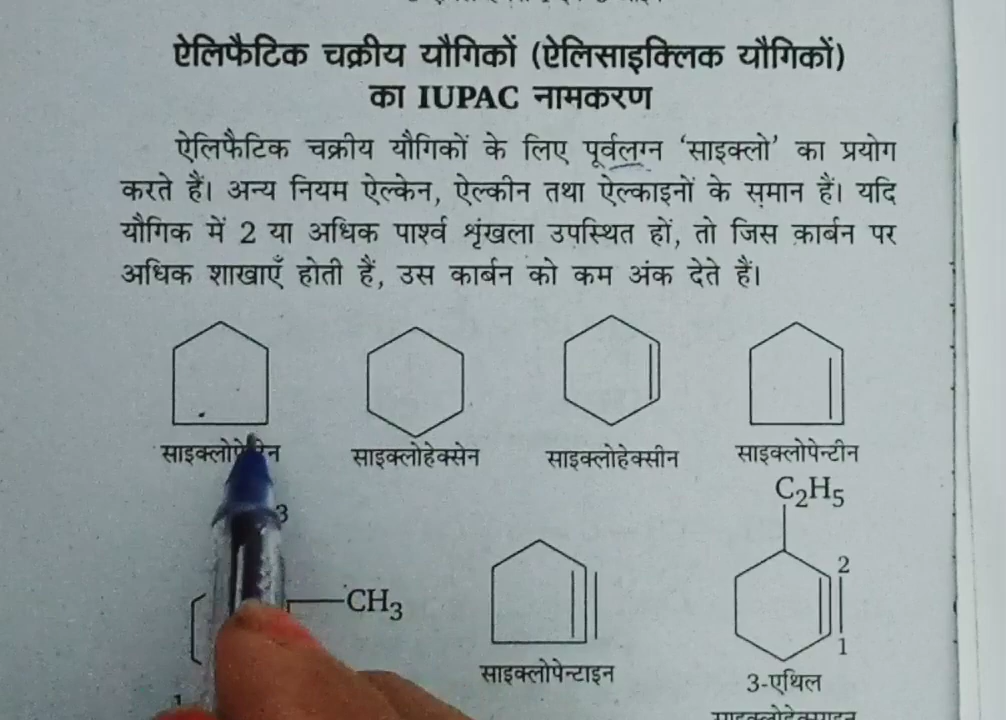 ऐलिफैटिक चक्रीय यौगिकों (ऐलिसाइक्लिक यौगिकों)
का IUPAC नामकरण
ऐलिफैटिक चक्रीय यौगिकों के लिए पूर्वलग्न ‘साइक्लो’ का प्रयोग
करते हैं। अन्य नियम ऐल्केन, ऐल्कीन तथा ऐल्काइनों के समान हैं। यदि
यौगिक में 2 या अधिक पार्श्व शृंखला उपस्थित हों, तो जिस कार्बन पर
अधिक शाखाएँ होती हैं, उस कार्बन को कम अंक देते हैं।
साइक्लोहेक्सेन साइक्लोहेक्सीन साइक्लोपेन्टीन
C₂H₅
3
2
CH₃
1
साइक्लोपेन्टाइन
3-एथिल
1